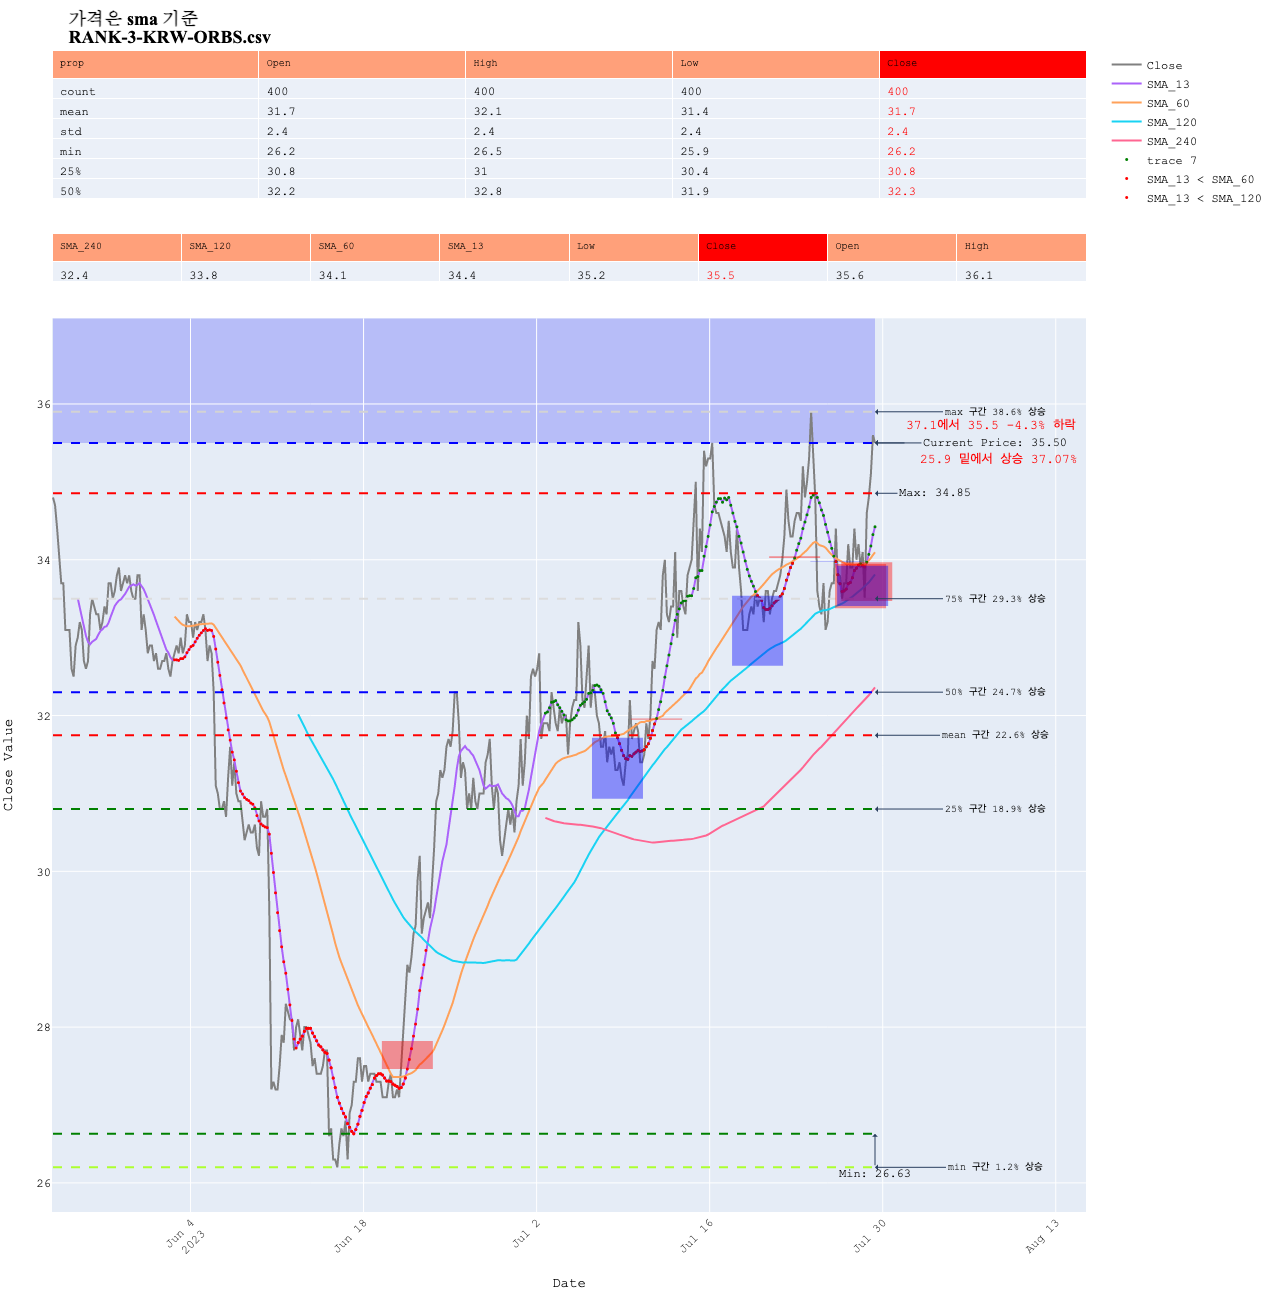 가격은 sma 기준
RANK-3-KRW-ORBS.csv
prop Open High Low Close
count 400 400 400 400
mean 31.7 32.1 31.4 31.7
std 2.4 2.4 2.4 2.4
min 26.2 26.5 25.9 26.2
25% 30.8 31 30.4 30.8
50% 32.2 32.8 31.9 32.3
Close
SMA_13
SMA_60
SMA_120
SMA_240
trace 7
SMA_13 < SMA_60
SMA_13 < SMA_120
SMA_240 SMA_120 SMA_60 SMA_13 Low Close Open High
32.4 33.8 34.1 34.4 35.2 35.5 35.6 36.1
36
34
32
30
28
26
Close Value
max 구간 38.6% 상승
37.1에서 35.5 -4.3% 하락
Current Price: 35.50
25.9 밑에서 상승 37.07%
Max: 34.85
75% 구간 29.3% 상승
50% 구간 24.7% 상승
mean 구간 22.6% 상승
25% 구간 18.9% 상승
min 구간 1.2% 상승
Min: 26.63
Jun 4
2023
Jun 18
Jul 2
Jul 16
Jul 30
Aug 13
Date